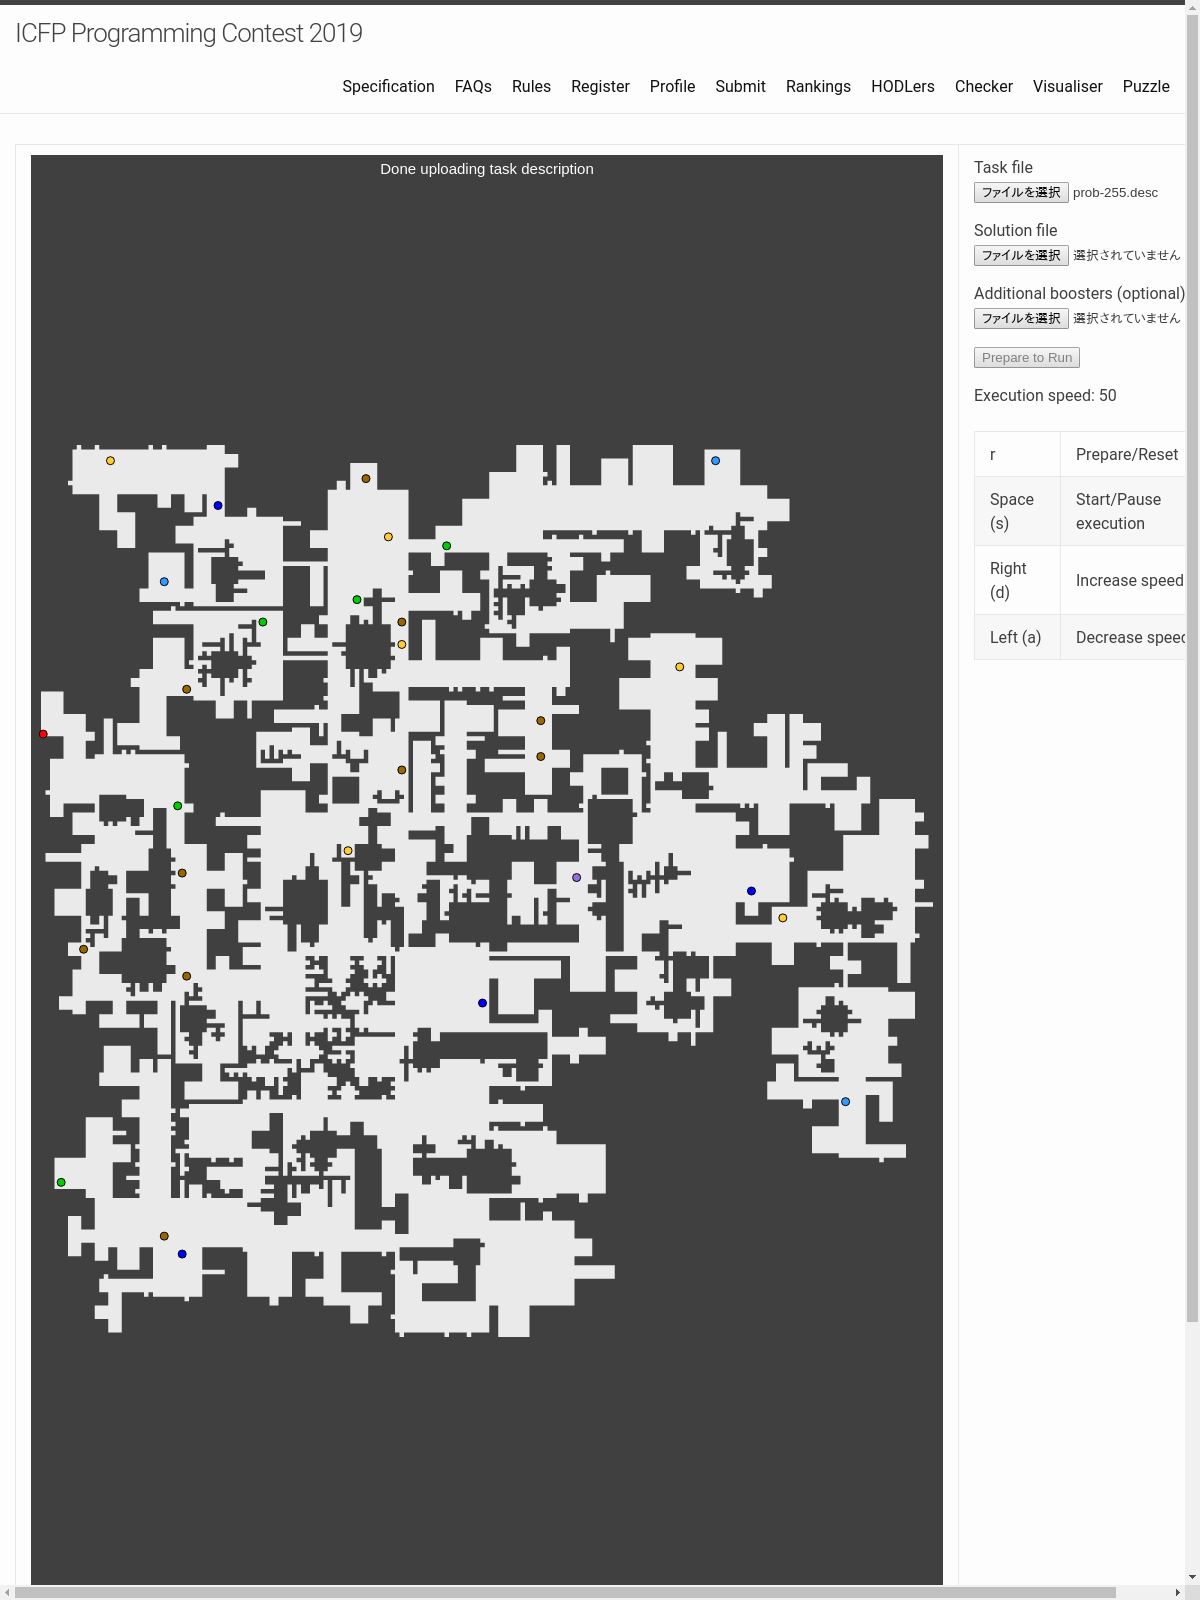 ICFP Programming Contest 2019
Specification FAQs Rules Register Profile Submit Rankings HODLers Checker Visualiser Puzzle
Done uploading task description
Task file
ファイルを選択 prob-255.desc
Solution file
ファイルを選択 選択されていません
Additional boosters (optional)
ファイルを選択 選択されていません
Prepare to Run
Execution speed: 50
r Prepare/Reset
Space (s) Start/Pause execution
Right (d) Increase speed
Left (a) Decrease speed